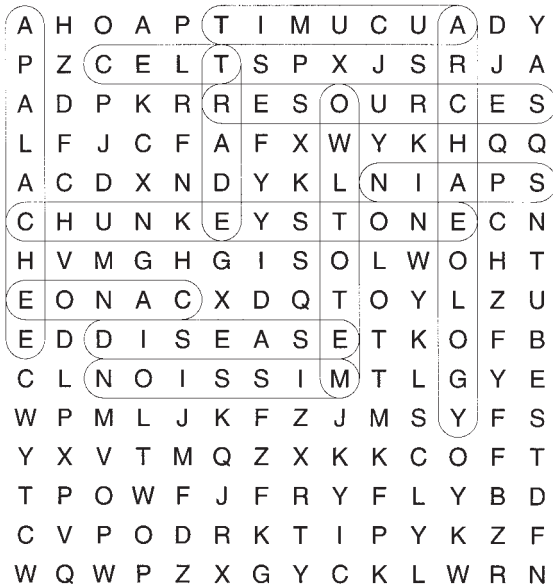 A H O A P T I M U C U A D Y
P Z C E L T S P X J S R J A
A D P K R R E S O U R C E S
L F J C F A F X W Y K H Q Q
A C D X N D Y K L N I A P S
C H U N K E Y S T O N E C N
H V M G H G I S O L W O H T
E O N A C X D Q T O Y L Z U
E D D I S E A S E T K O F B
C L N O I S S I M T L G Y E
W P M L J K F Z J M S Y F S
Y X V T M Q Z X K K C O F T
T P O W F J F R Y F L Y B D
C V P O D R K T I P Y K Z F
W Q W P Z X G Y C K L W R N